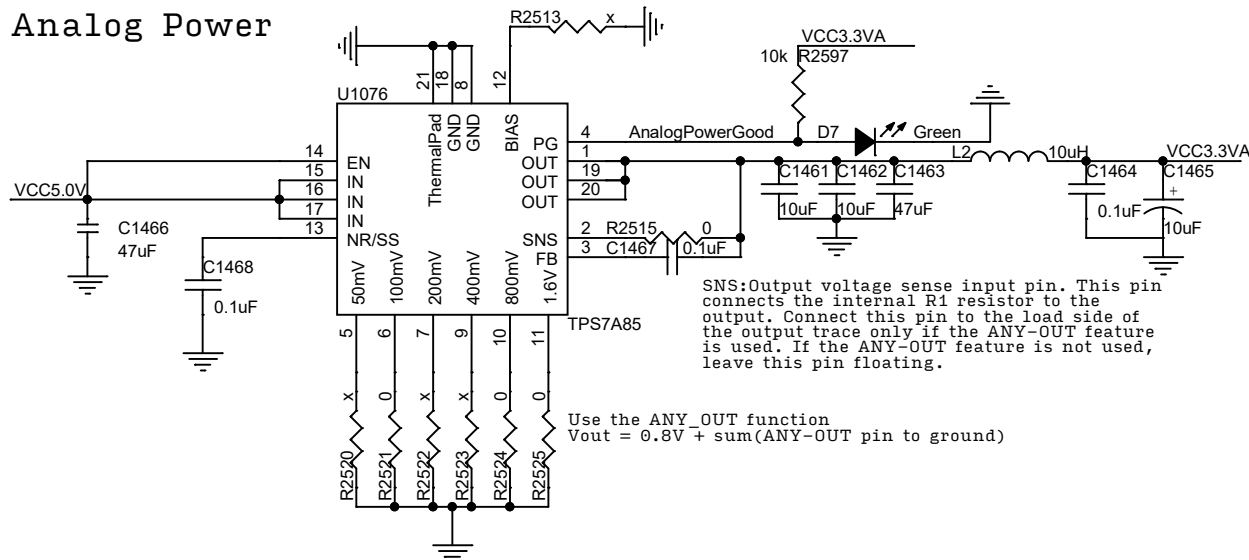 Analog Power
R2513 x
VCC3.3VA
10k R2597
21
18
8
12
U1076
ThermalPad
GND
GND
BIAS
PG 4 AnalogPowerGood D7 Green
14 EN
OUT 1
L2 10uH VCC3.3VA
15 IN
OUT 19
C1461 C1462 C1463 C1464 C1465
VCC5.0V
16 IN
OUT 20
+
17 IN
10uF 10uF 47uF 0.1uF 10uF
C1466
47uF
13 NR/SS
SNS 2 R2515 0
FB 3 C1467 0.1uF
C1468
0.1uF
50mV
100mV
200mV
400mV
800mV
1.6V
SNS:Output voltage sense input pin. This pin
connects the internal R1 resistor to the
output. Connect this pin to the load side of
the output trace only if the ANY-OUT feature
is used. If the ANY-OUT feature is not used,
leave this pin floating.
TPS7A85
5
6
7
9
10
11
x
0
x
x
0
0
Use the ANY_OUT function
Vout = 0.8V + sum(ANY-OUT pin to ground)
R2520
R2521
R2522
R2523
R2524
R2525